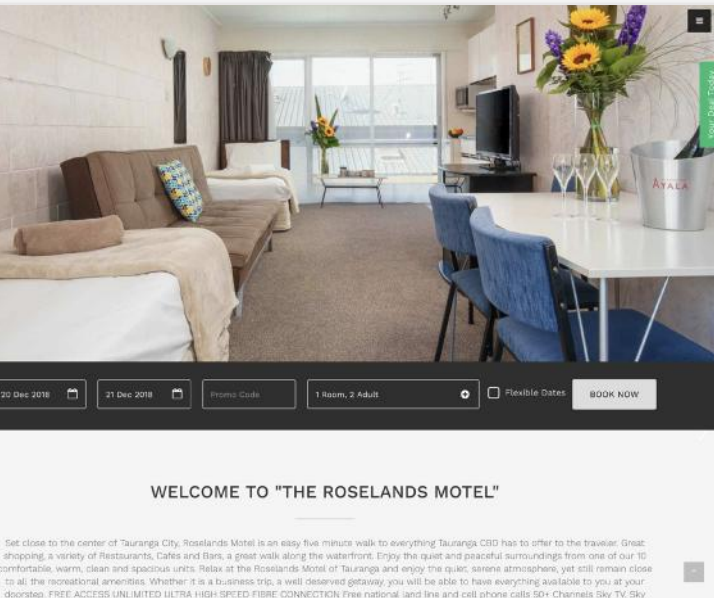 Your Deal Today
AYALA
20 Dec 2018
21 Dec 2018
Promo Code
1 Room, 2 Adult
Flexible Dates
BOOK NOW
WELCOME TO "THE ROSELANDS MOTEL"
Set close to the center of Tauranga City, Roselands Motel is an easy five minute walk to everything Tauranga CBD has to offer to the traveler. Great
shopping, a variety of Restaurants, Cafés and Bars, a great walk along the waterfront. Enjoy the quiet and peaceful surroundings from one of our 10
comfortable, warm, clean and spacious units. Relax at the Roselands Motel of Tauranga and enjoy the quiet, serene atmosphere, yet still remain close
to all the recreational amenities. Whether it is a business trip, a well deserved getaway, you will be able to have everything available to you at your
doorstep. FREE ACCESS UNLIMITED ULTRA HIGH SPEED FIBRE CONNECTION Free national land line and cell phone calls 50+ Channels Sky TV. Sky